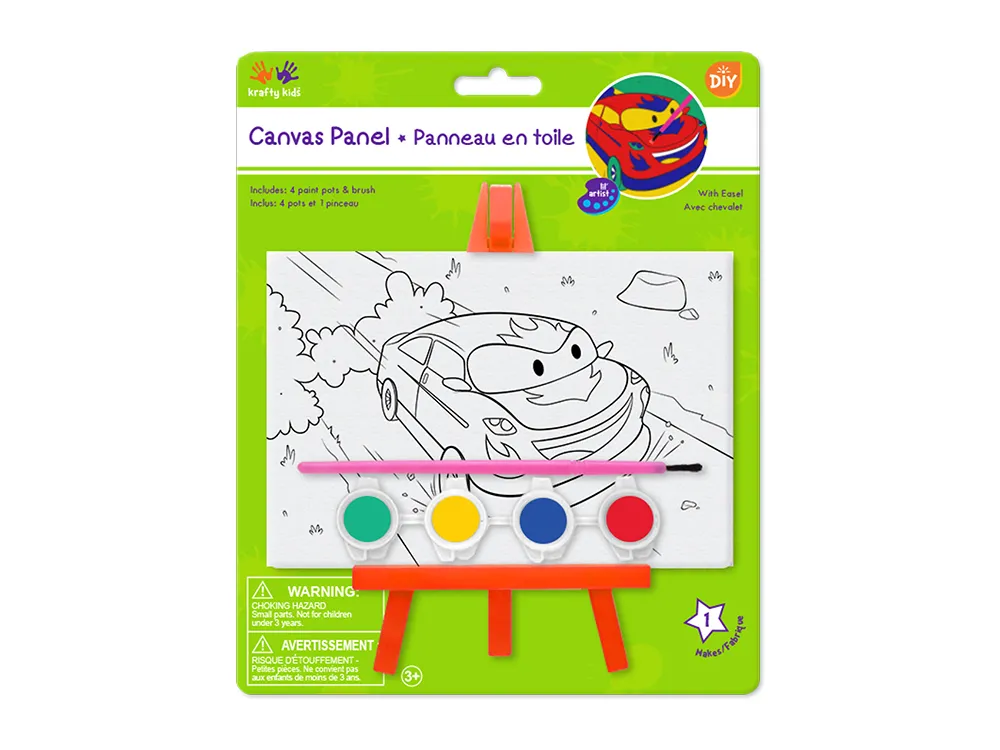 krafty kids
DIY
Canvas Panel ★ Panneau en toile
Includes: 4 paint pots & brush
Inclus: 4 pots et 1 pinceau
lil'
artist
With Easel
Avec chevalet
WARNING:
CHOKING HAZARD
Small parts. Not for children
under 3 years.
AVERTISSEMENT
RISQUE D'ÉTOUFFEMENT -
Petites pièces. Ne convient pas
aux enfants de moins de 3 ans.
3+
1
Makes/Fabrique